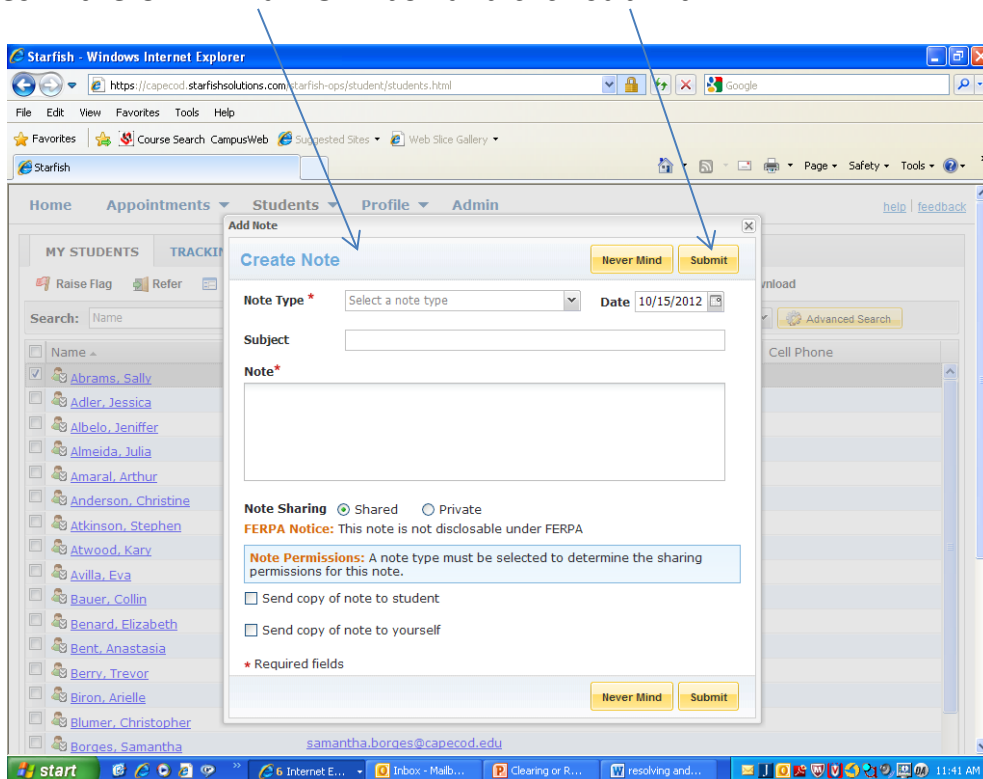 Starfish - Windows Internet Explorer
https://capecod.starfishsolutions.com/starfish-ops/student/students.html
Google
File Edit View Favorites Tools Help
Favorites Course Search CampusWeb Suggested Sites Web Slice Gallery
Starfish
Page Safety Tools
Home Appointments Students Profile Admin help | feedback
Add Note
MY STUDENTS TRACKIN
Create Note Never Mind Submit
Raise Flag Refer wnload
Note Type * Select a note type Date 10/15/2012
Search: Name Advanced Search
Subject
Name Cell Phone
Note*
Abrams, Sally
Adler, Jessica
Albelo, Jeniffer
Almeida, Julia
Amaral, Arthur
Anderson, Christine
Note Sharing Shared Private
Atkinson, Stephen
FERPA Notice: This note is not disclosable under FERPA
Atwood, Kary
Note Permissions: A note type must be selected to determine the sharing
permissions for this note.
Avilla, Eva
Bauer, Collin
Send copy of note to student
Benard, Elizabeth
Send copy of note to yourself
Bent, Anastasia
Berry, Trevor
* Required fields
Biron, Arielle
Never Mind Submit
Blumer, Christopher
Borges, Samantha samantha.borges@capecod.edu
start 6 Internet E... Inbox - Mailb... Clearing or R... resolving and... 11:41 AM